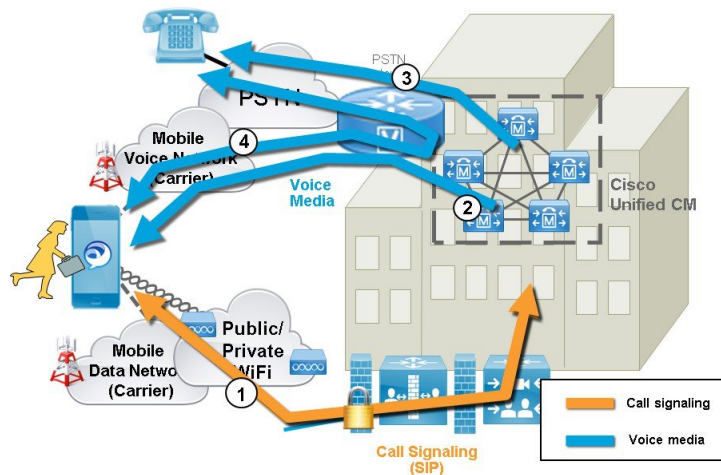 PSTN
3
PSTN
M
4
Mobile
Voice Network
(Carrier)
M
M
M
M
M
Voice
Media
2
Cisco
Unified CM
Public/
Private
WiFi
Mobile
Data Network
(Carrier)
1
Call Signaling
(SIP)
Call signaling
Voice media